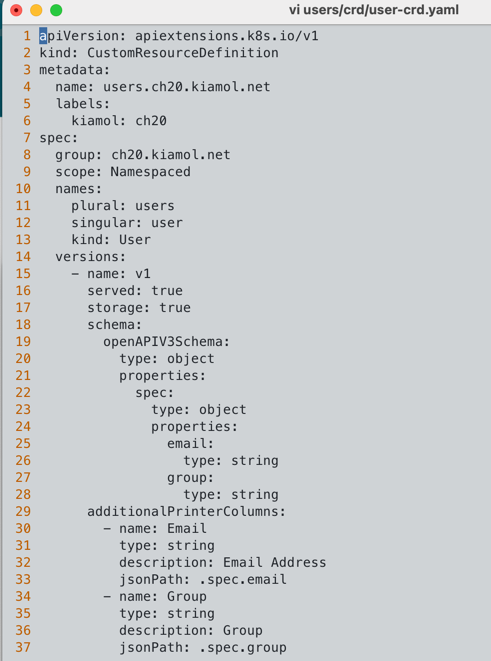 vi users/crd/user-crd.yaml
1 apiVersion: apiextensions.k8s.io/v1
2 kind: CustomResourceDefinition
3 metadata:
4   name: users.ch20.kiamol.net
5   labels:
6     kiamol: ch20
7 spec:
8   group: ch20.kiamol.net
9   scope: Namespaced
10   names:
11     plural: users
12     singular: user
13     kind: User
14   versions:
15     - name: v1
16       served: true
17       storage: true
18       schema:
19         openAPIV3Schema:
20           type: object
21           properties:
22             spec:
23               type: object
24               properties:
25                 email:
26                   type: string
27                 group:
28                   type: string
29       additionalPrinterColumns:
30         - name: Email
31           type: string
32           description: Email Address
33           jsonPath: .spec.email
34         - name: Group
35           type: string
36           description: Group
37           jsonPath: .spec.group